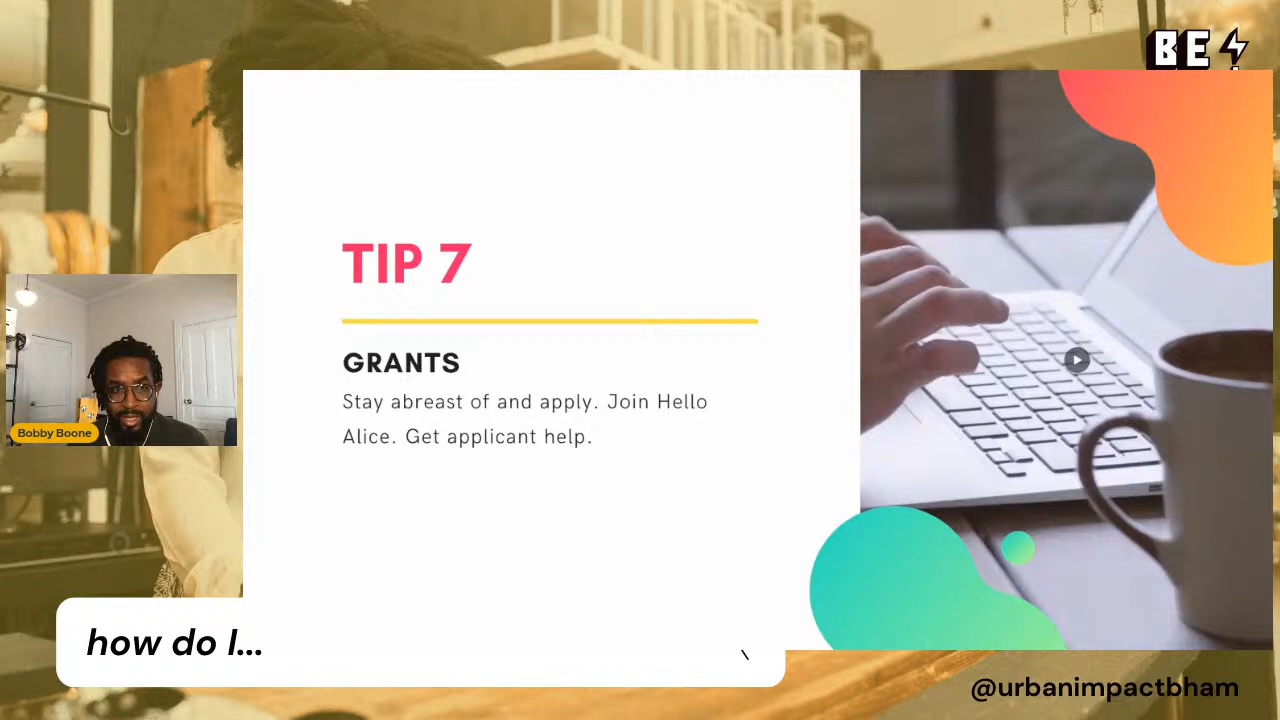 BE
TIP 7
GRANTS
Stay abreast of and apply. Join Hello
Alice. Get applicant help.
Bobby Boone
how do I...
@urbanimpactbham